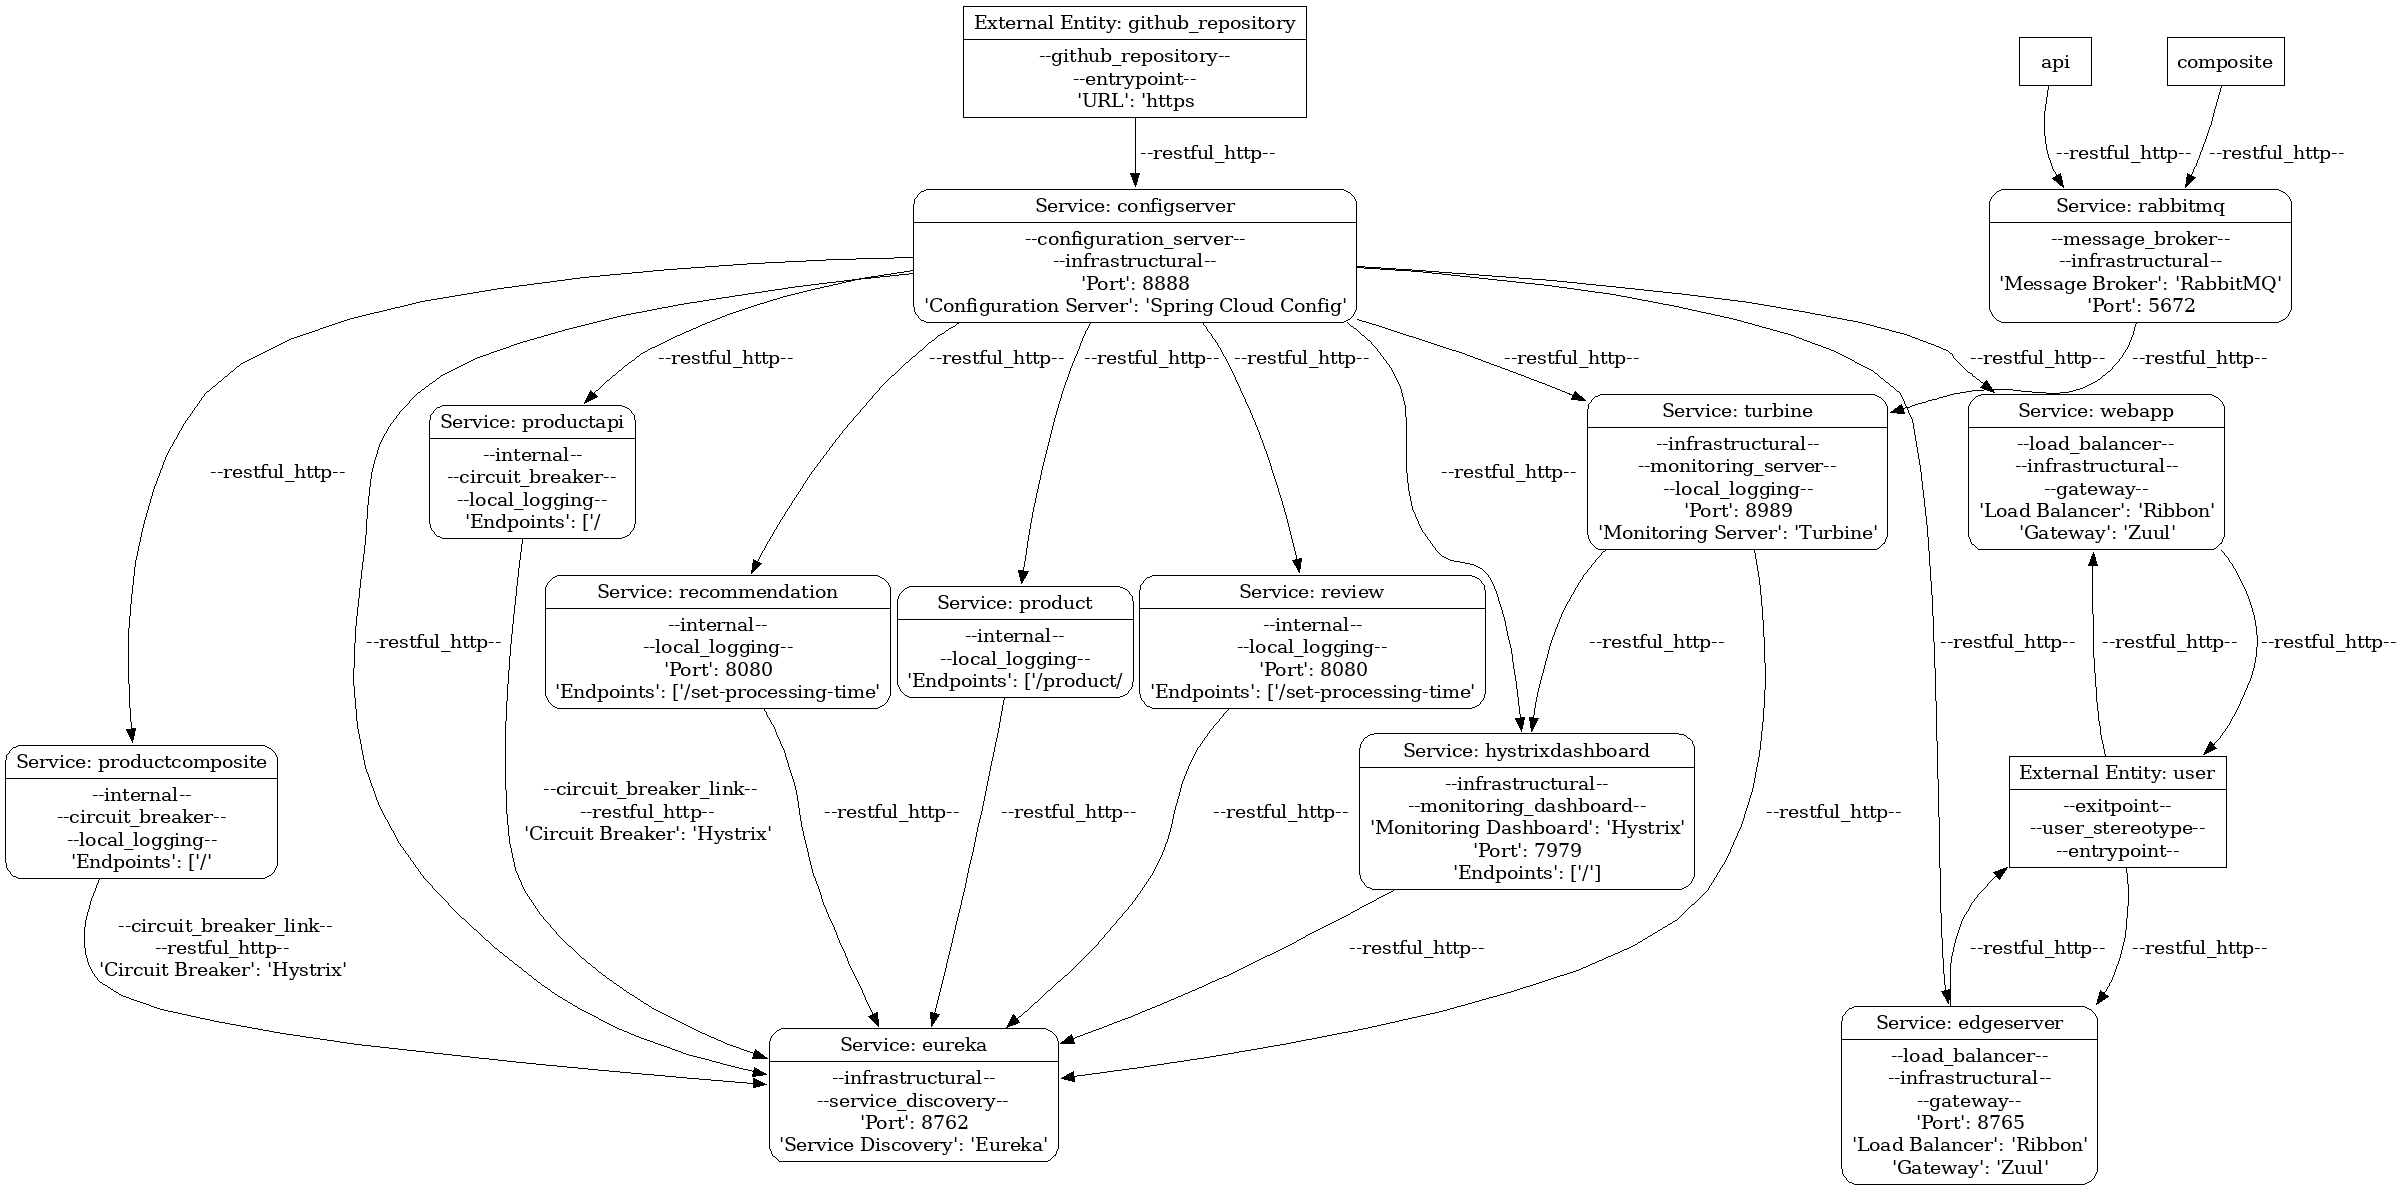 External Entity: github_repository
--github_repository--
--entrypoint--
'URL': 'https
api
composite
--restful_http--
--restful_http--
--restful_http--
Service: configserver
--configuration_server--
--infrastructural--
'Port': 8888
'Configuration Server': 'Spring Cloud Config'
Service: rabbitmq
--message_broker--
--infrastructural--
'Message Broker': 'RabbitMQ'
'Port': 5672
--restful_http--
--restful_http--
--restful_http--
--restful_http--
--restful_http--
--restful_http--
--restful_http--
--restful_http--
Service: productapi
--internal--
--circuit_breaker--
--local_logging--
'Endpoints': ['/
--restful_http--
Service: turbine
--infrastructural--
--monitoring_server--
--local_logging--
'Port': 8989
'Monitoring Server': 'Turbine'
Service: webapp
--load_balancer--
--infrastructural--
--gateway--
'Load Balancer': 'Ribbon'
'Gateway': 'Zuul'
--restful_http--
--restful_http--
Service: recommendation
--internal--
--local_logging--
'Port': 8080
'Endpoints': ['/set-processing-time'
Service: product
--internal--
--local_logging--
'Endpoints': ['/product/
Service: review
--internal--
--local_logging--
'Port': 8080
'Endpoints': ['/set-processing-time'
--restful_http--
--restful_http--
--restful_http--
--restful_http--
Service: productcomposite
--internal--
--circuit_breaker--
--local_logging--
'Endpoints': ['/'
--circuit_breaker_link--
--restful_http--
'Circuit Breaker': 'Hystrix'
--restful_http--
--restful_http--
--restful_http--
Service: hystrixdashboard
--infrastructural--
--monitoring_dashboard--
'Monitoring Dashboard': 'Hystrix'
'Port': 7979
'Endpoints': ['/']
--restful_http--
External Entity: user
--exitpoint--
--user_stereotype--
--entrypoint--
--circuit_breaker_link--
--restful_http--
'Circuit Breaker': 'Hystrix'
--restful_http--
--restful_http--
--restful_http--
Service: eureka
--infrastructural--
--service_discovery--
'Port': 8762
'Service Discovery': 'Eureka'
Service: edgeserver
--load_balancer--
--infrastructural--
--gateway--
'Port': 8765
'Load Balancer': 'Ribbon'
'Gateway': 'Zuul'